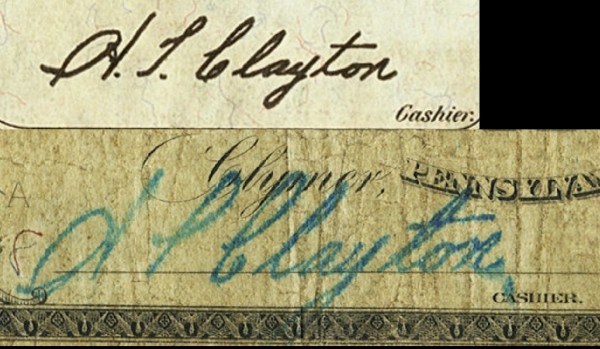 H. L. Clayton
Cashier.
Clymer, PENNSYLVA
H L Clayton
CASHIER.